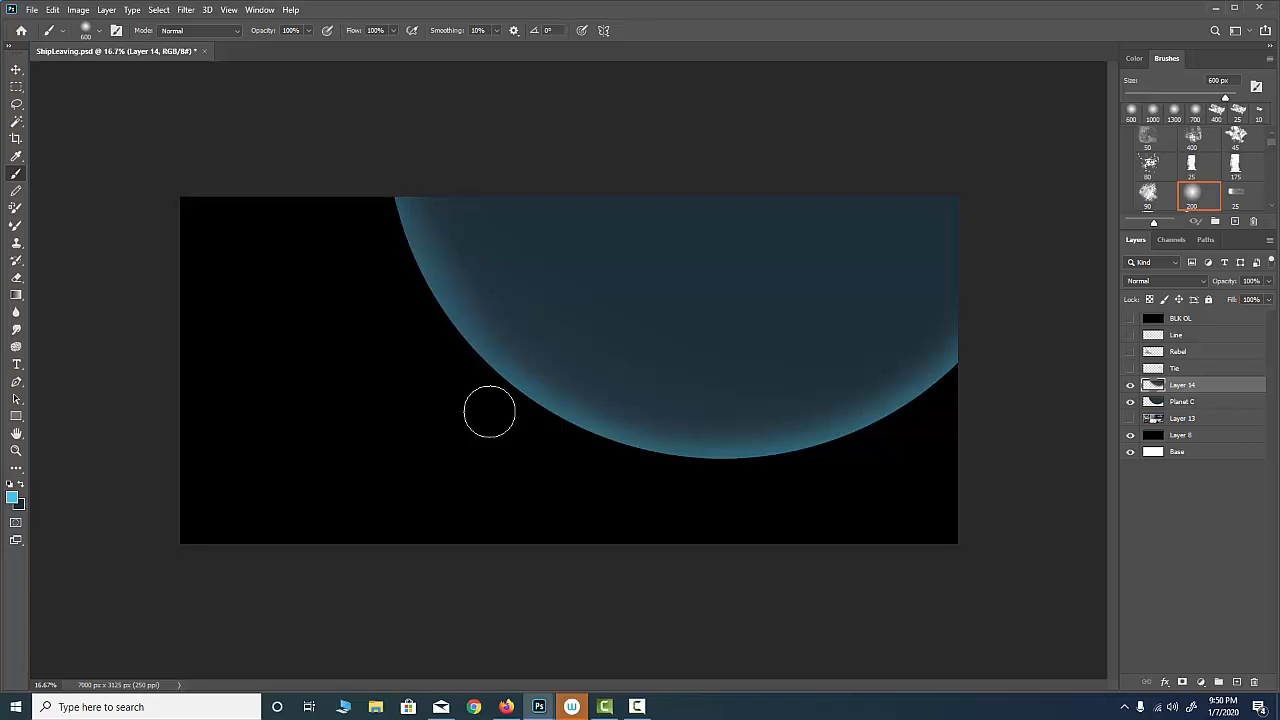 File Edit Image Layer Type Select Filter 3D View Window Help
600 Mode: Normal Opacity: 100% Flow: 100% Smoothing: 10% 0°
ShipLeaving.psd @ 16.7% (Layer 14, RGB/8#) * ×
Color Brushes
Size: 600 px
600 1000 1300 700 400 25 10
50 400 45
80 25 175
90 200 25
Layers Channels Paths
Kind
Normal Opacity: 100%
Lock: Fill: 100%
BLK OL
Line
Rebel
Tie
Layer 14
Planet C
Layer 13
Layer 8
Base
16.67% 7000 px x 3125 px (250 ppi)
Type here to search
9:50 PM
1/7/2020